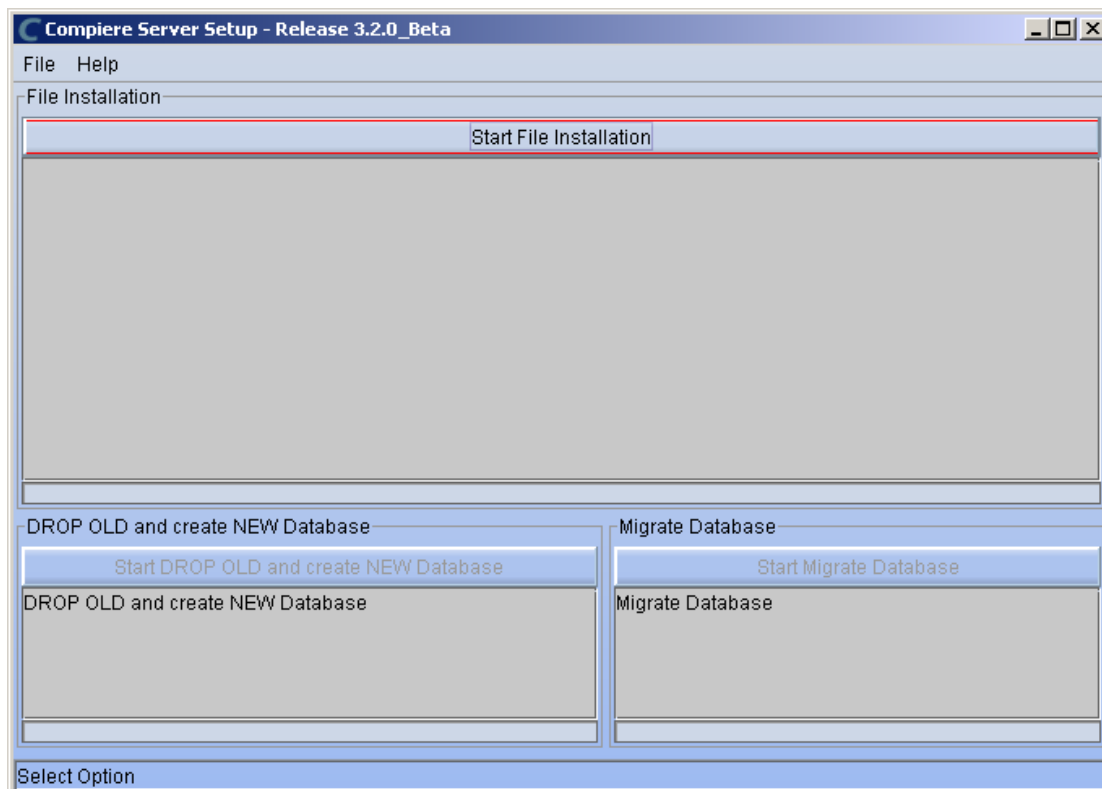 Compiere Server Setup - Release 3.2.0_Beta
File Help
File Installation
Start File Installation
DROP OLD and create NEW Database
Migrate Database
Start DROP OLD and create NEW Database
Start Migrate Database
DROP OLD and create NEW Database
Migrate Database
Select Option